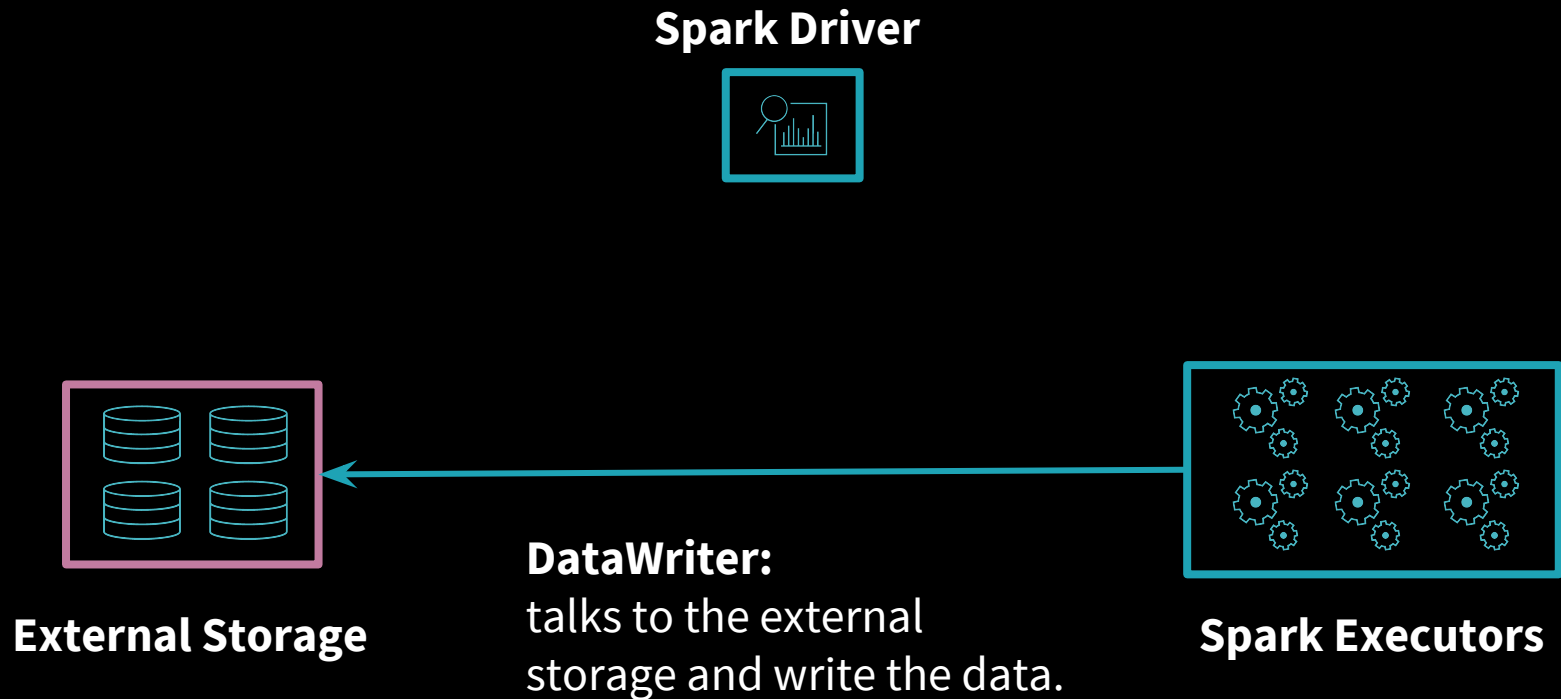 Spark Driver
DataWriter:
talks to the external
storage and write the data.
External Storage
Spark Executors